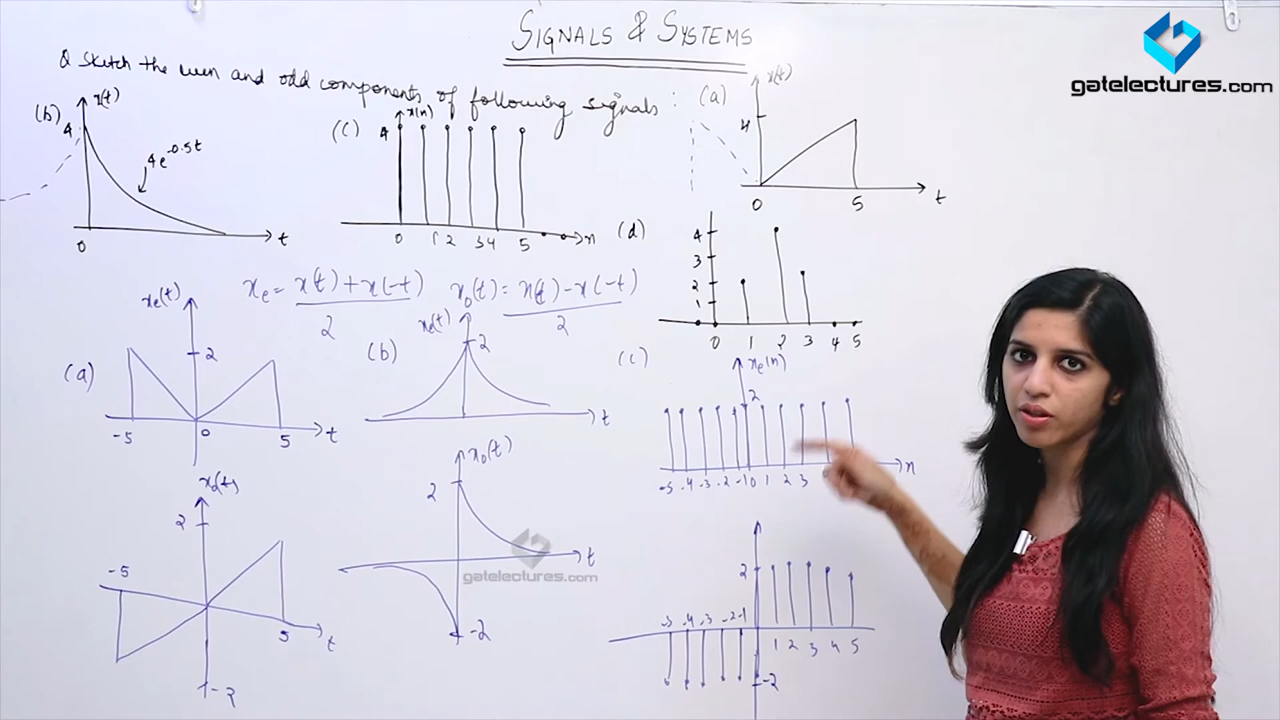 SIGNALS & SYSTEMS
gatelectures.com
Q Sketch the even and odd components of following signals :
(a) x(t)
4
0 5 t
(b) x(t)
4
4e^-0.5t
0 t
(c) x(n)
4
0 1 2 3 4 5 n
(d)
4
3
2
1
0 1 2 3 4 5
xe = x(t) + x(-t) / 2 xo(t) = x(t) - x(-t) / 2
(a) xe(t)
2
-5 0 5 t
xo(t)
2
-5
5 t
-2
(b) xe(t)
2
t
xo(t)
2
t
-2
gatelectures.com
(c) xe(n)
2
-5 -4 -3 -2 -1 0 1 2 3 n
2
-5 -4 -3 -2 -1
1 2 3 4 5
-2